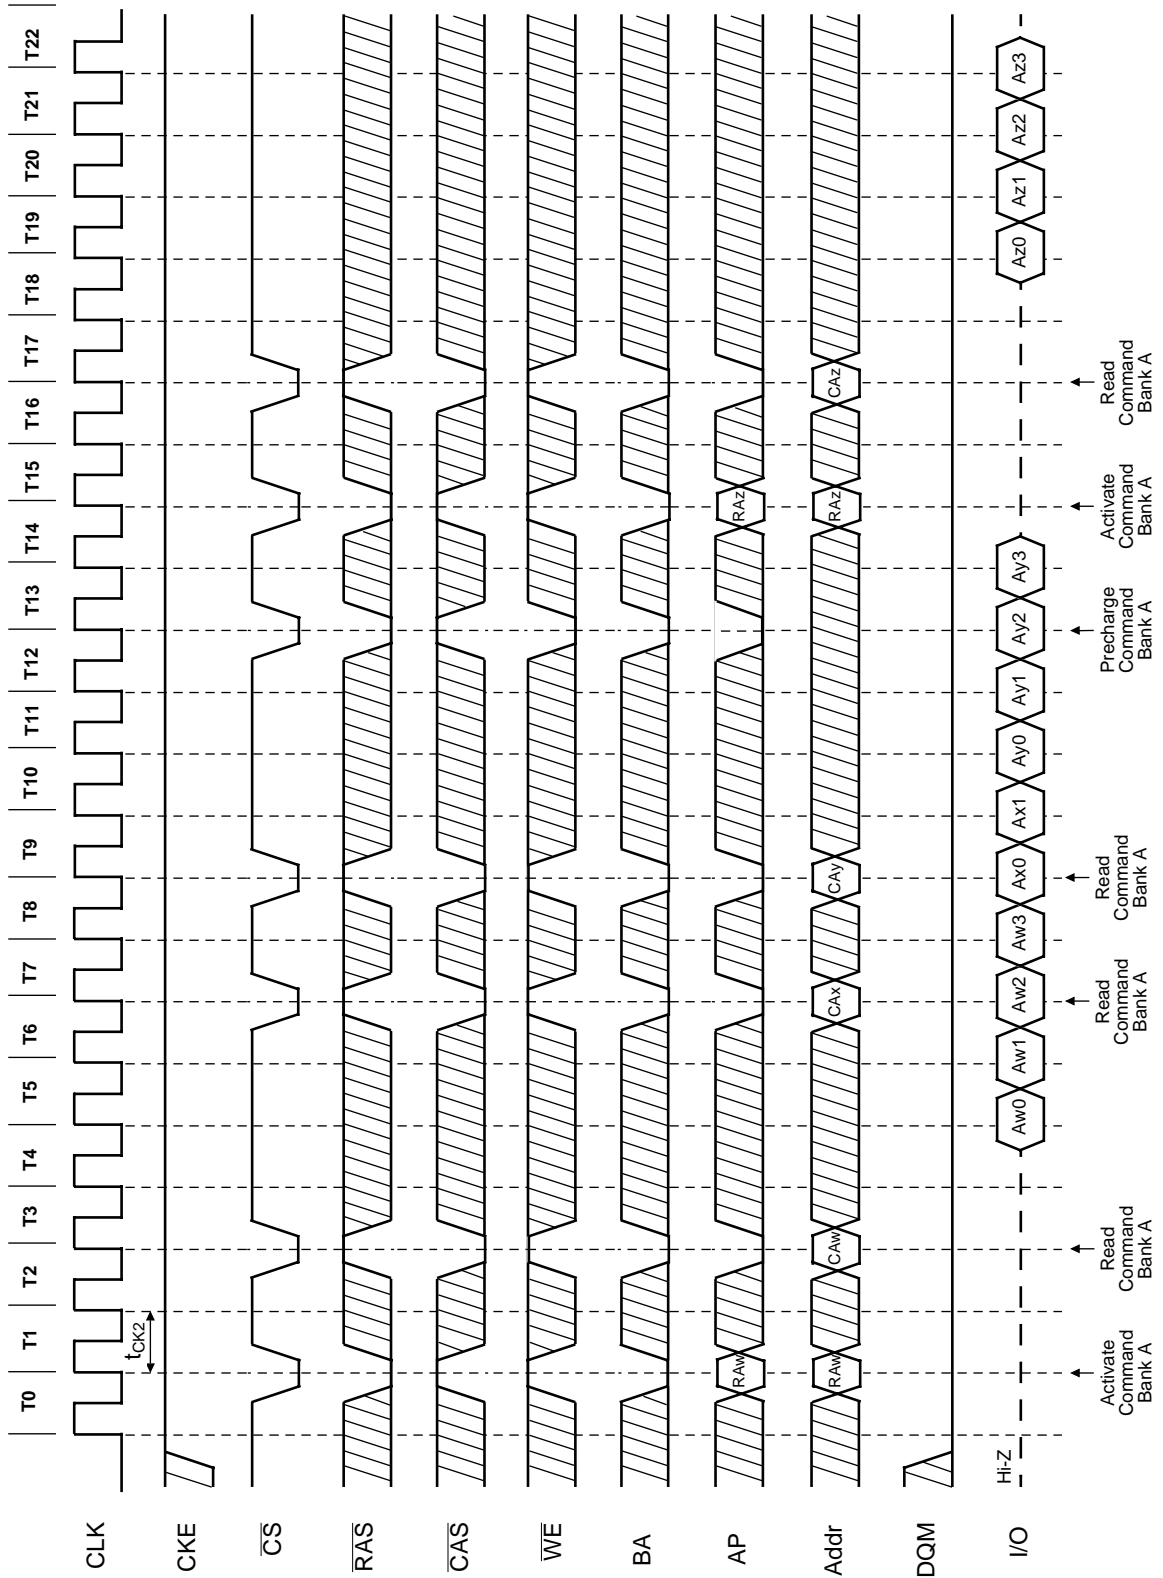 T0
T1
T2
T3
T4
T5
T6
T7
T8
T9
T10
T11
T12
T13
T14
T15
T16
T17
T18
T19
T20
T21
T22
CLK
tCK2
CKE
CS
RAS
CAS
WE
BA
AP
RAw
RAz
Addr
RAw
CAw
CAx
CAy
RAz
CAz
DQM
I/O
Hi-Z
Aw0
Aw1
Aw2
Aw3
Ax0
Ax1
Ay0
Ay1
Ay2
Ay3
Az0
Az1
Az2
Az3
Activate
Command
Bank A
Read
Command
Bank A
Read
Command
Bank A
Read
Command
Bank A
Precharge
Command
Bank A
Activate
Command
Bank A
Read
Command
Bank A